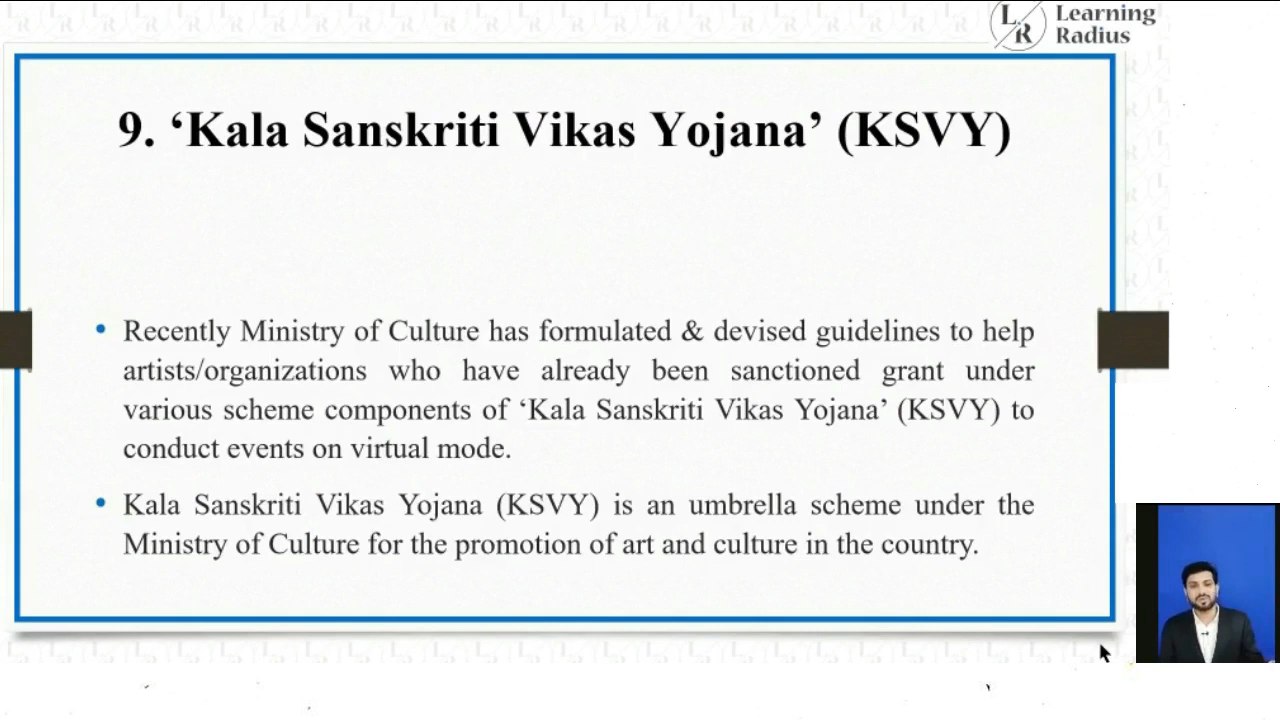 Learning
Radius
9. ‘Kala Sanskriti Vikas Yojana’ (KSVY)
• Recently Ministry of Culture has formulated & devised guidelines to help
artists/organizations who have already been sanctioned grant under
various scheme components of ‘Kala Sanskriti Vikas Yojana’ (KSVY) to
conduct events on virtual mode.
• Kala Sanskriti Vikas Yojana (KSVY) is an umbrella scheme under the
Ministry of Culture for the promotion of art and culture in the country.